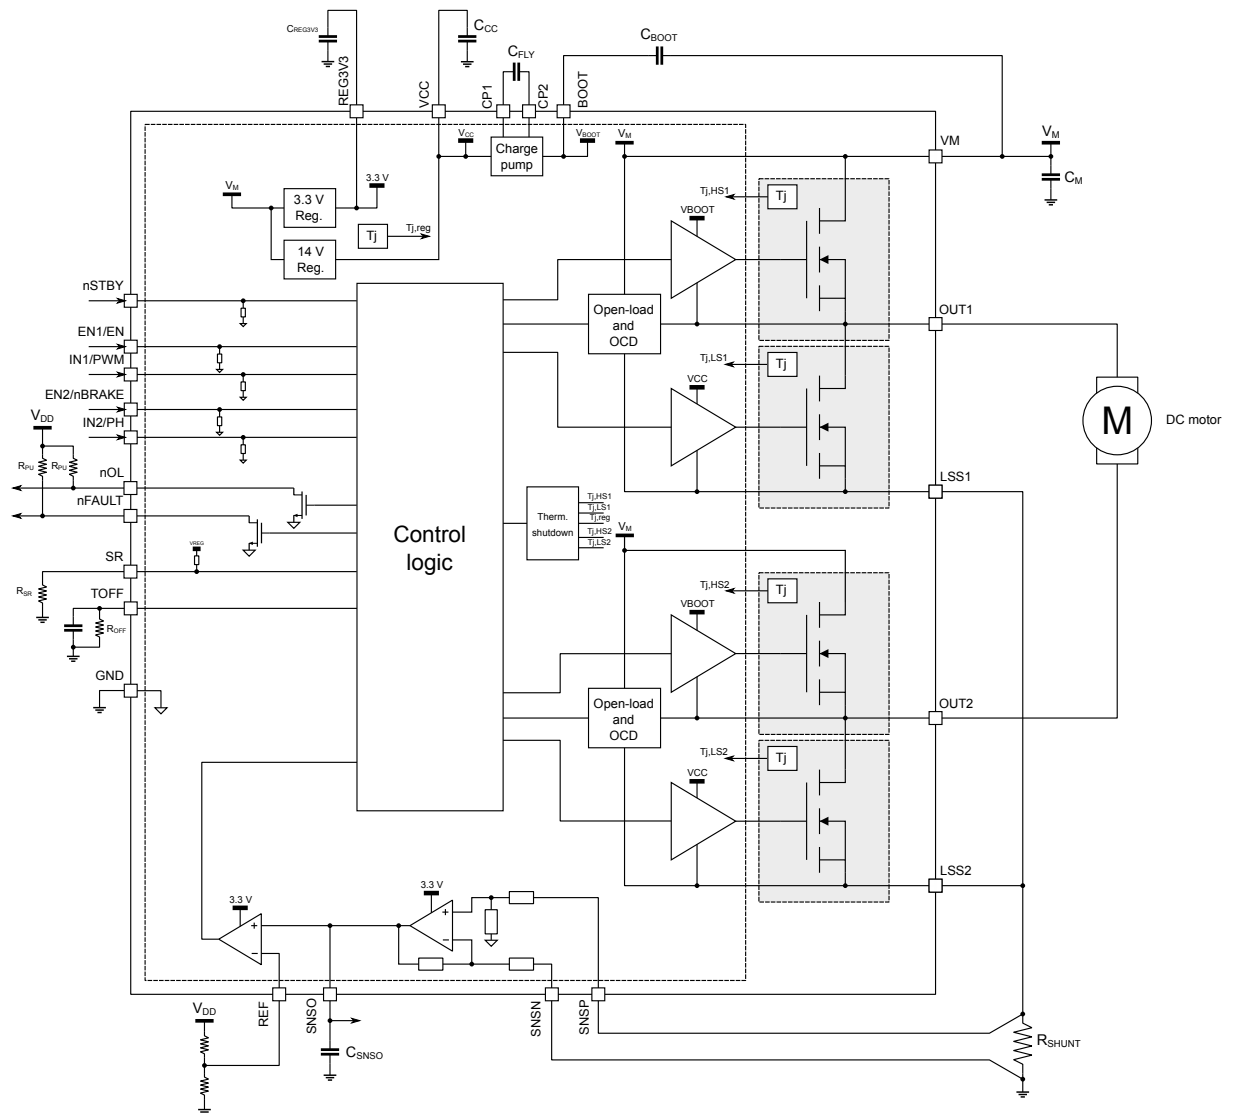 CREG3V3
CCC
CFLY
CBOOT
REG3V3
VCC
CP1
CP2
BOOT
VCC
Charge
pump
VBOOT
VM
VM
VM
CM
3.3 V
VM
3.3 V
Reg.
Tj
Tj,reg
14 V
Reg.
Tj,HS1
Tj
VBOOT
nSTBY
EN1/EN
IN1/PWM
EN2/nBRAKE
IN2/PH
VDD
RPU
RPU
nOL
nFAULT
VREG
SR
RSR
TOFF
ROFF
GND
Control
logic
Open-load
and
OCD
OUT1
Tj,LS1
Tj
VCC
M
DC motor
LSS1
Therm.
shutdown
Tj,HS1
Tj,LS1
Tj,reg
Tj,HS2
Tj,LS2
VM
Tj,HS2
Tj
VBOOT
Open-load
and
OCD
OUT2
Tj,LS2
Tj
VCC
LSS2
3.3 V
+
−
3.3 V
+
−
REF
SNSO
SNSN
SNSP
VDD
CSNSO
RSHUNT